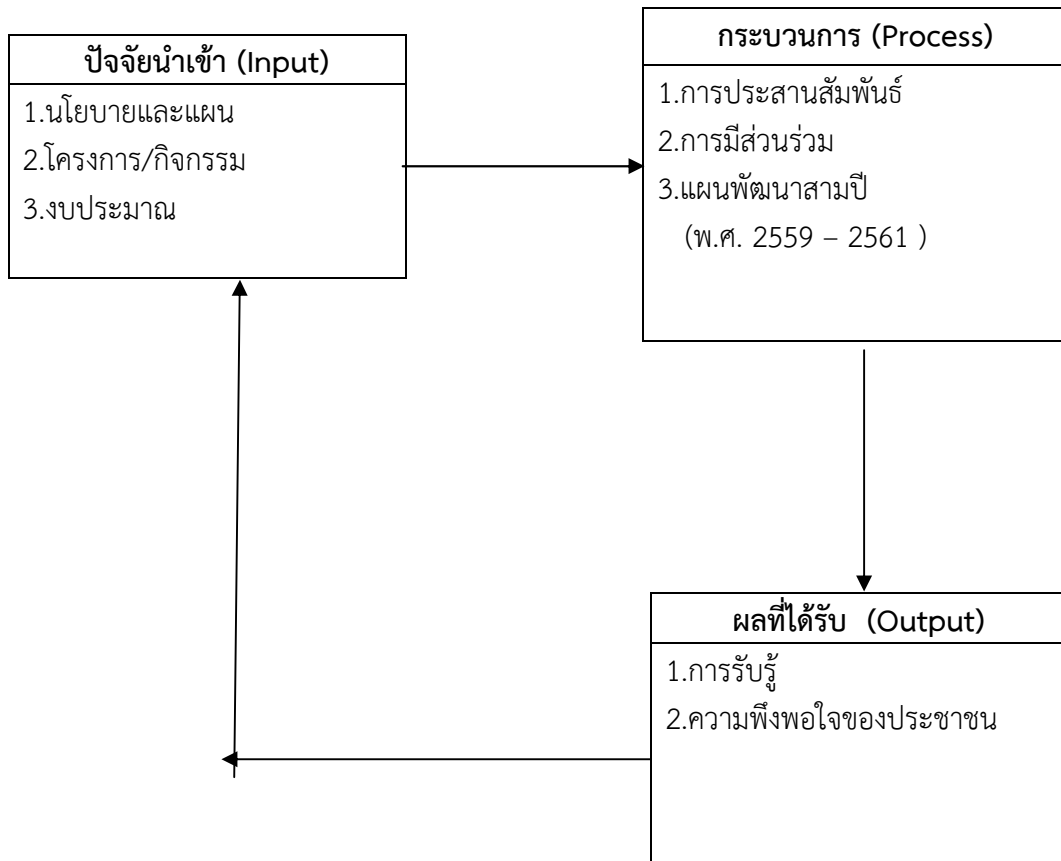 ปัจจัยนำเข้า (Input)
1.นโยบายและแผน
2.โครงการ/กิจกรรม
3.งบประมาณ
กระบวนการ (Process)
1.การประสานสัมพันธ์
2.การมีส่วนร่วม
3.แผนพัฒนาสามปี
(พ.ศ. 2559 – 2561 )
ผลที่ได้รับ (Output)
1.การรับรู้
2.ความพึงพอใจของประชาชน